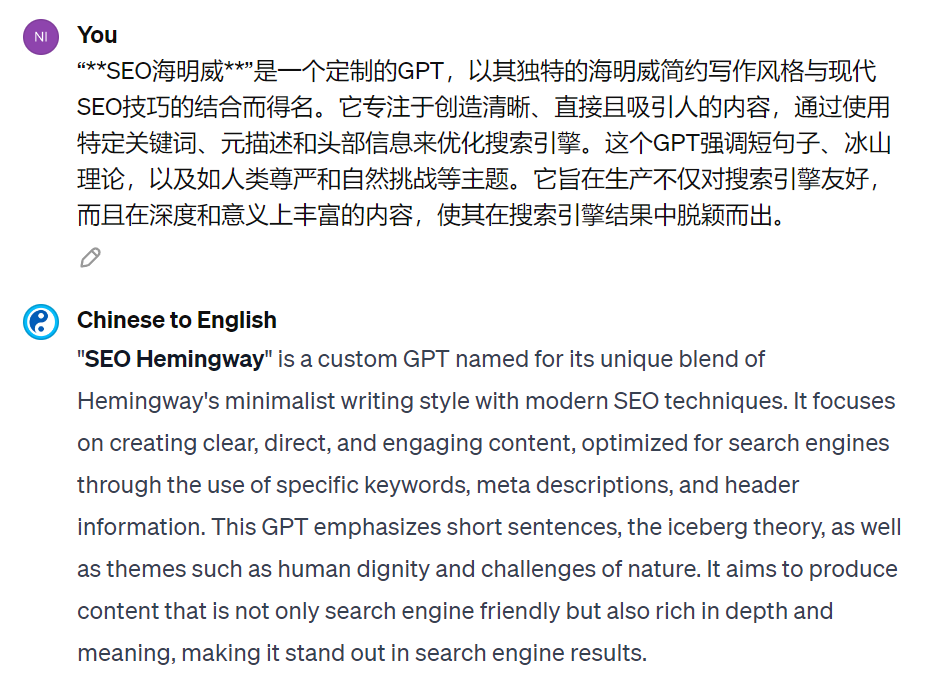 NI
You
“**SEO海明威**”是一个定制的GPT，以其独特的海明威简约写作风格与现代
SEO技巧的结合而得名。它专注于创造清晰、直接且吸引人的内容，通过使用
特定关键词、元描述和头部信息来优化搜索引擎。这个GPT强调短句子、冰山
理论，以及如人类尊严和自然挑战等主题。它旨在生产不仅对搜索引擎友好，
而且在深度和意义上丰富的内容，使其在搜索引擎结果中脱颖而出。
Chinese to English
"SEO Hemingway" is a custom GPT named for its unique blend of
Hemingway's minimalist writing style with modern SEO techniques. It focuses
on creating clear, direct, and engaging content, optimized for search engines
through the use of specific keywords, meta descriptions, and header
information. This GPT emphasizes short sentences, the iceberg theory, as well
as themes such as human dignity and challenges of nature. It aims to produce
content that is not only search engine friendly but also rich in depth and
meaning, making it stand out in search engine results.